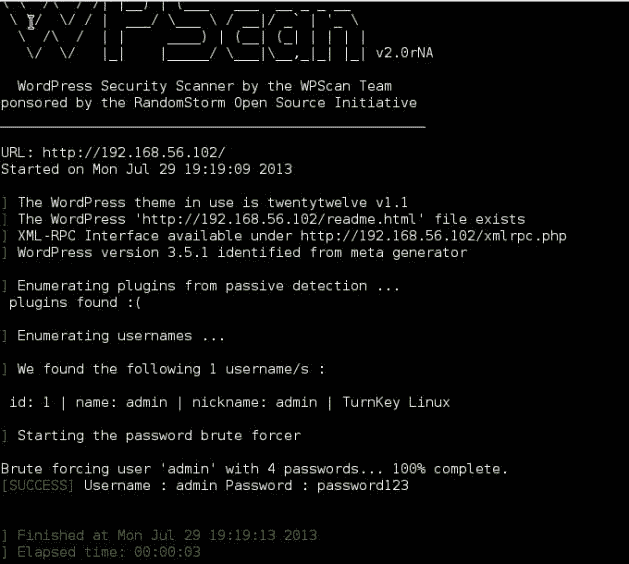 v2.0rNA
WordPress Security Scanner by the WPScan Team
ponsored by the RandomStorm Open Source Initiative
URL: http://192.168.56.102/
Started on Mon Jul 29 19:19:09 2013
] The WordPress theme in use is twentytwelve v1.1
] The WordPress 'http://192.168.56.102/readme.html' file exists
] XML-RPC Interface available under http://192.168.56.102/xmlrpc.php
] WordPress version 3.5.1 identified from meta generator
] Enumerating plugins from passive detection ...
plugins found :(
] Enumerating usernames ...
] We found the following 1 username/s :
id: 1 | name: admin | nickname: admin | TurnKey Linux
] Starting the password brute forcer
Brute forcing user 'admin' with 4 passwords... 100% complete.
[SUCCESS] Username : admin Password : password123
] Finished at Mon Jul 29 19:19:13 2013
] Elapsed time: 00:00:03